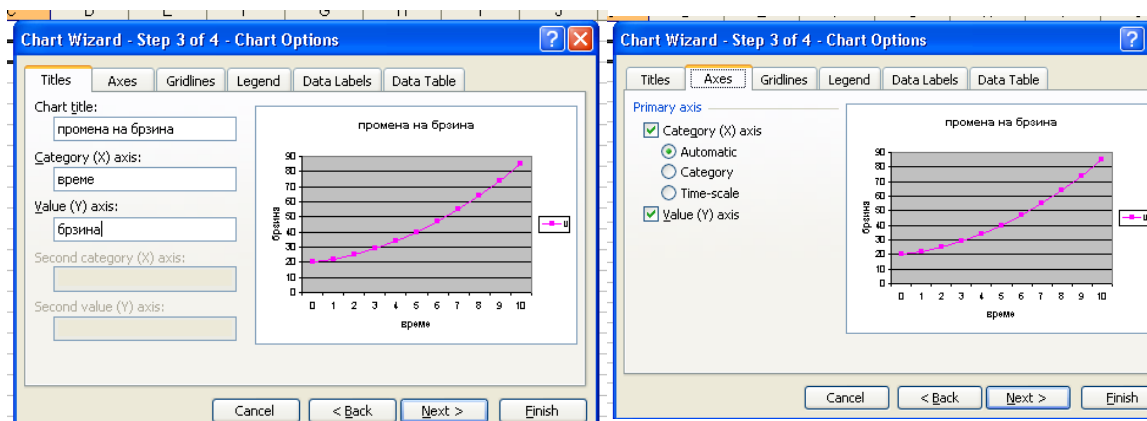 Chart Wizard - Step 3 of 4 - Chart Options
Titles Axes Gridlines Legend Data Labels Data Table
Chart title:
промена на брзина
Category (X) axis:
време
Value (Y) axis:
брзина
Second category (X) axis:
Second value (Y) axis:
промена на брзина
90
80
70
60
50
40
30
20
10
0
брзина
0 1 2 3 4 5 6 7 8 9 10
време
u
Cancel < Back Next > Finish
Chart Wizard - Step 3 of 4 - Chart Options
Titles Axes Gridlines Legend Data Labels Data Table
Primary axis
Category (X) axis
Automatic
Category
Time-scale
Value (Y) axis
промена на брзина
90
80
70
60
50
40
30
20
10
0
брзина
0 1 2 3 4 5 6 7 8 9 10
време
Cancel < Back Next > Finish